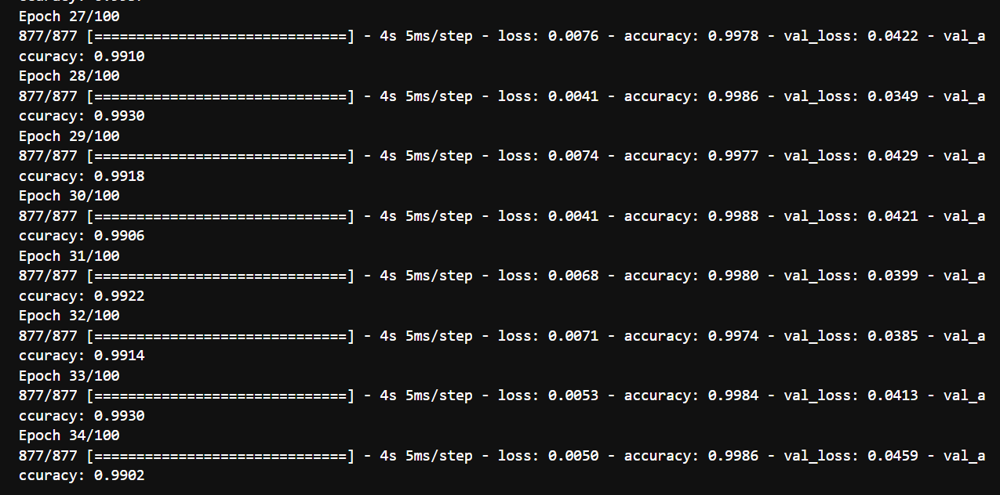 Epoch 27/100
877/877 [==============================] - 4s 5ms/step - loss: 0.0076 - accuracy: 0.9978 - val_loss: 0.0422 - val_a
ccuracy: 0.9910
Epoch 28/100
877/877 [==============================] - 4s 5ms/step - loss: 0.0041 - accuracy: 0.9986 - val_loss: 0.0349 - val_a
ccuracy: 0.9930
Epoch 29/100
877/877 [==============================] - 4s 5ms/step - loss: 0.0074 - accuracy: 0.9977 - val_loss: 0.0429 - val_a
ccuracy: 0.9918
Epoch 30/100
877/877 [==============================] - 4s 5ms/step - loss: 0.0041 - accuracy: 0.9988 - val_loss: 0.0421 - val_a
ccuracy: 0.9906
Epoch 31/100
877/877 [==============================] - 4s 5ms/step - loss: 0.0068 - accuracy: 0.9980 - val_loss: 0.0399 - val_a
ccuracy: 0.9922
Epoch 32/100
877/877 [==============================] - 4s 5ms/step - loss: 0.0071 - accuracy: 0.9974 - val_loss: 0.0385 - val_a
ccuracy: 0.9914
Epoch 33/100
877/877 [==============================] - 4s 5ms/step - loss: 0.0053 - accuracy: 0.9984 - val_loss: 0.0413 - val_a
ccuracy: 0.9930
Epoch 34/100
877/877 [==============================] - 4s 5ms/step - loss: 0.0050 - accuracy: 0.9986 - val_loss: 0.0459 - val_a
ccuracy: 0.9902